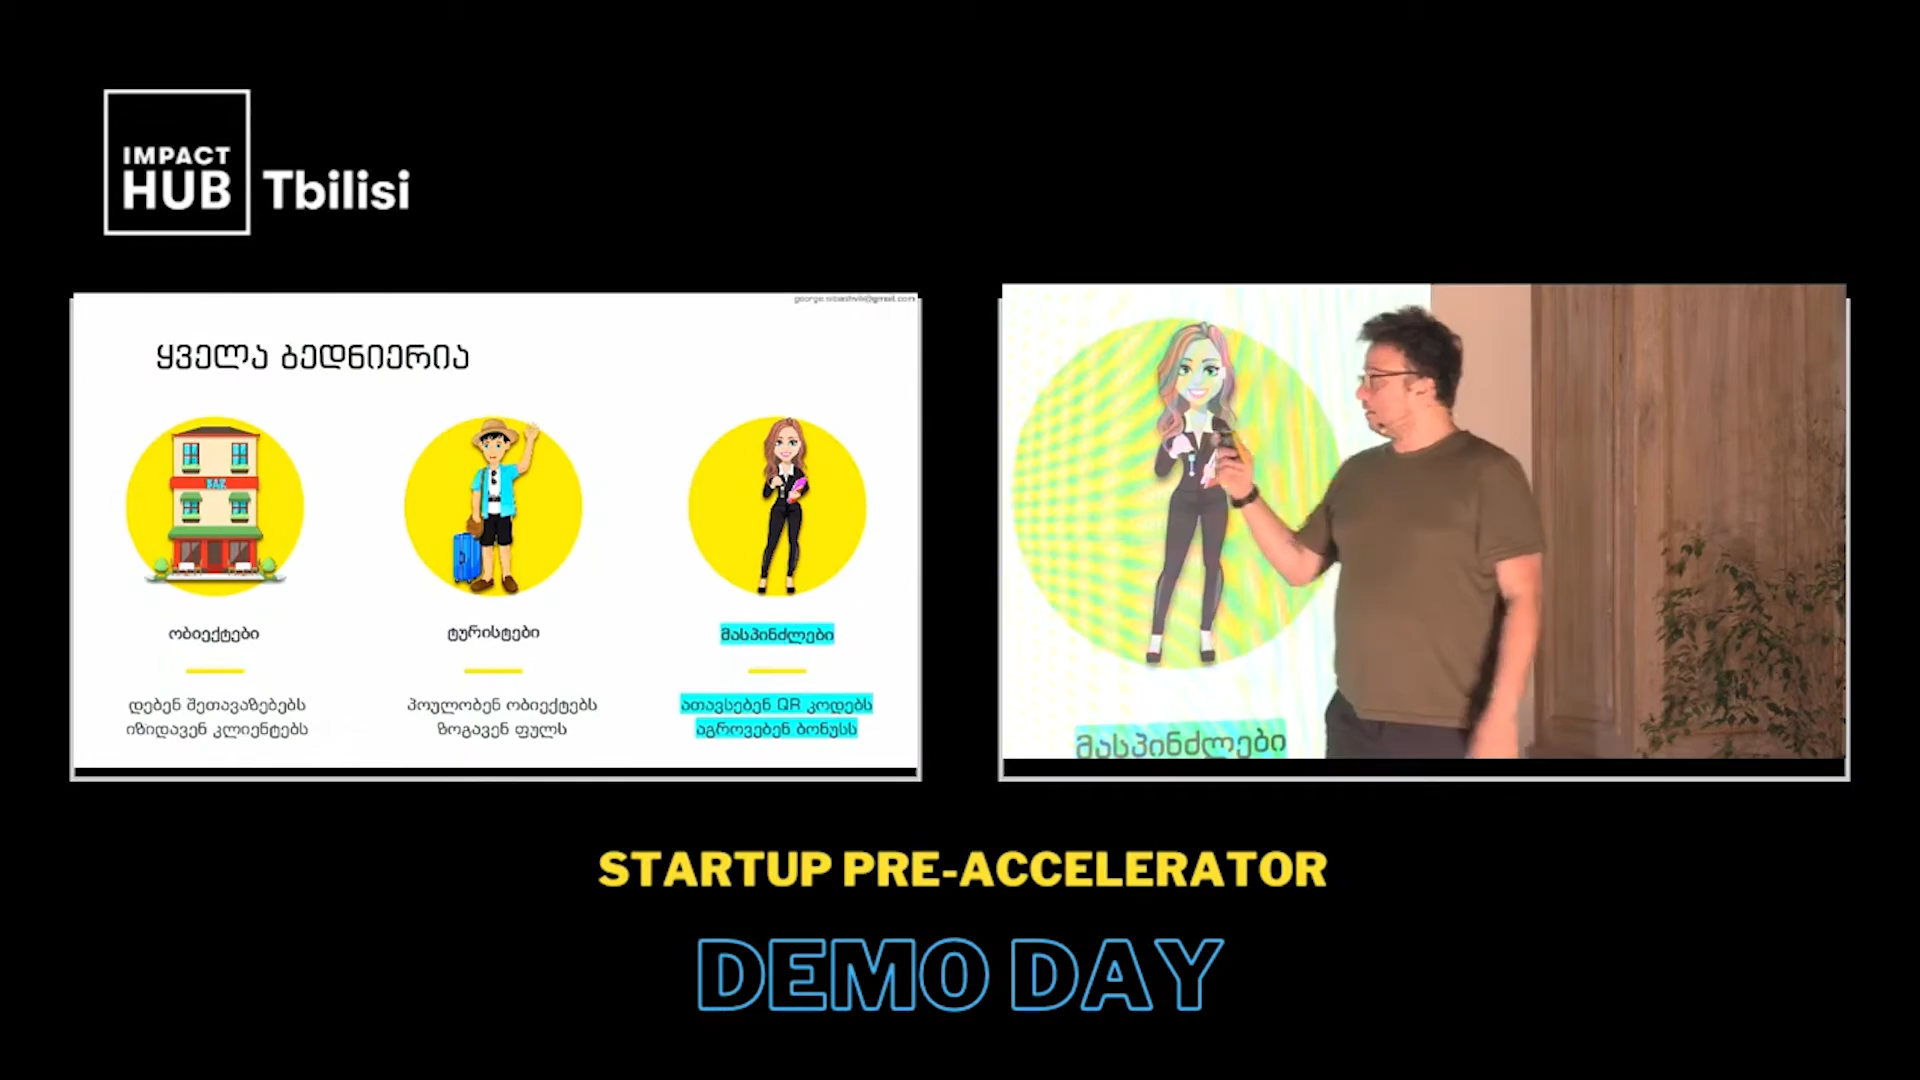 IMPACT
HUB
Tbilisi
ყველა ბედნიერია
BAR
ობიექტები
ტურისტები
მასპინძლები
დებენ შეთავაზებებს
იზიდავენ კლიენტებს
პოულობენ ობიექტებს
ზოგავენ ფულს
ათავსებენ QR კოდებს
აგროვებენ ბონუსს
მასპინძლები
STARTUP PRE-ACCELERATOR
DEMO DAY